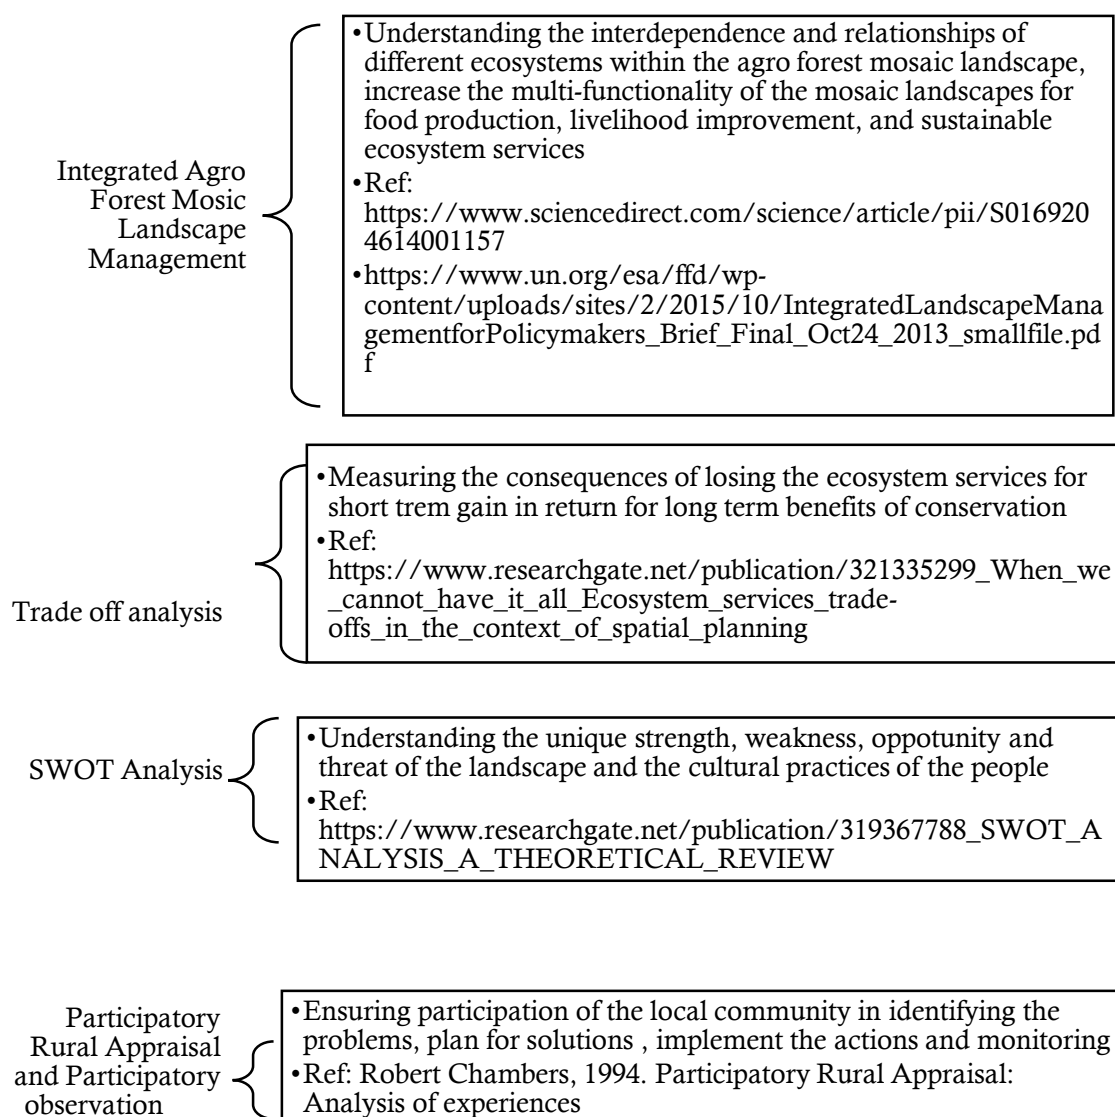 Integrated Agro
Forest Mosic
Landscape
Management
•Understanding the interdependence and relationships of
different ecosystems within the agro forest mosaic landscape,
increase the multi-functionality of the mosaic landscapes for
food production, livelihood improvement, and sustainable
ecosystem services
•Ref:
https://www.sciencedirect.com/science/article/pii/S016920
4614001157
•https://www.un.org/esa/ffd/wp-
content/uploads/sites/2/2015/10/IntegratedLandscapeMana
gementforPolicymakers_Brief_Final_Oct24_2013_smallfile.pd
f
Trade off analysis
•Measuring the consequences of losing the ecosystem services for
short trem gain in return for long term benefits of conservation
•Ref:
https://www.researchgate.net/publication/321335299_When_we
_cannot_have_it_all_Ecosystem_services_trade-
offs_in_the_context_of_spatial_planning
SWOT Analysis
•Understanding the unique strength, weakness, oppotunity and
threat of the landscape and the cultural practices of the people
•Ref:
https://www.researchgate.net/publication/319367788_SWOT_A
NALYSIS_A_THEORETICAL_REVIEW
Participatory
Rural Appraisal
and Participatory
observation
•Ensuring participation of the local community in identifying the
problems, plan for solutions , implement the actions and monitoring
•Ref: Robert Chambers, 1994. Participatory Rural Appraisal:
Analysis of experiences